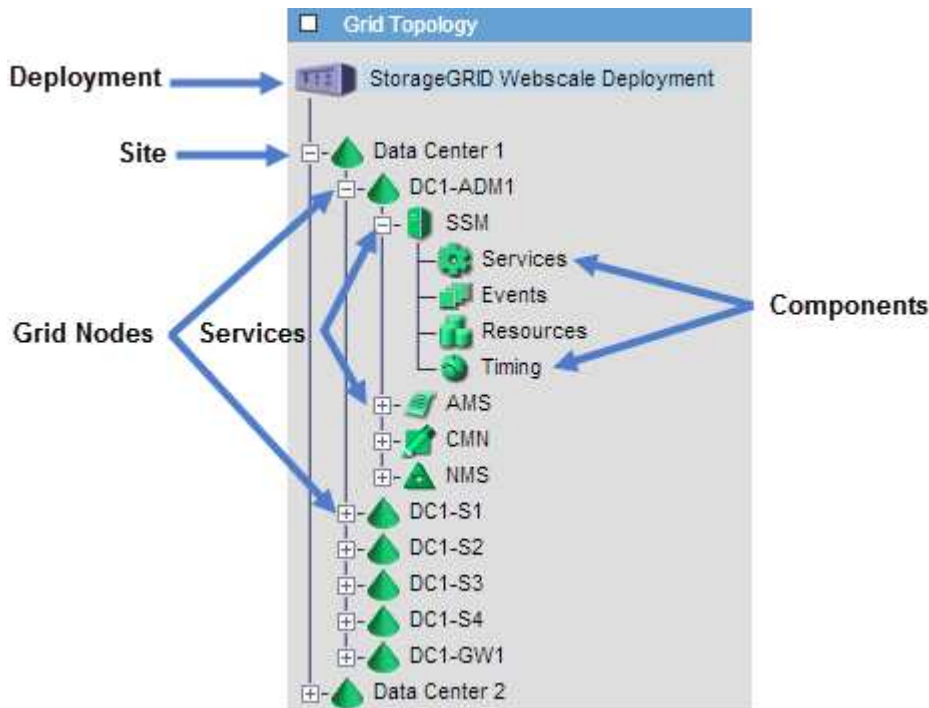 Grid Topology
Deployment
StorageGRID Webscale Deployment
Site
Data Center 1
DC1-ADM1
SSM
Services
Events
Components
Grid Nodes
Services
Resources
Timing
AMS
CMN
NMS
DC1-S1
DC1-S2
DC1-S3
DC1-S4
DC1-GW1
Data Center 2